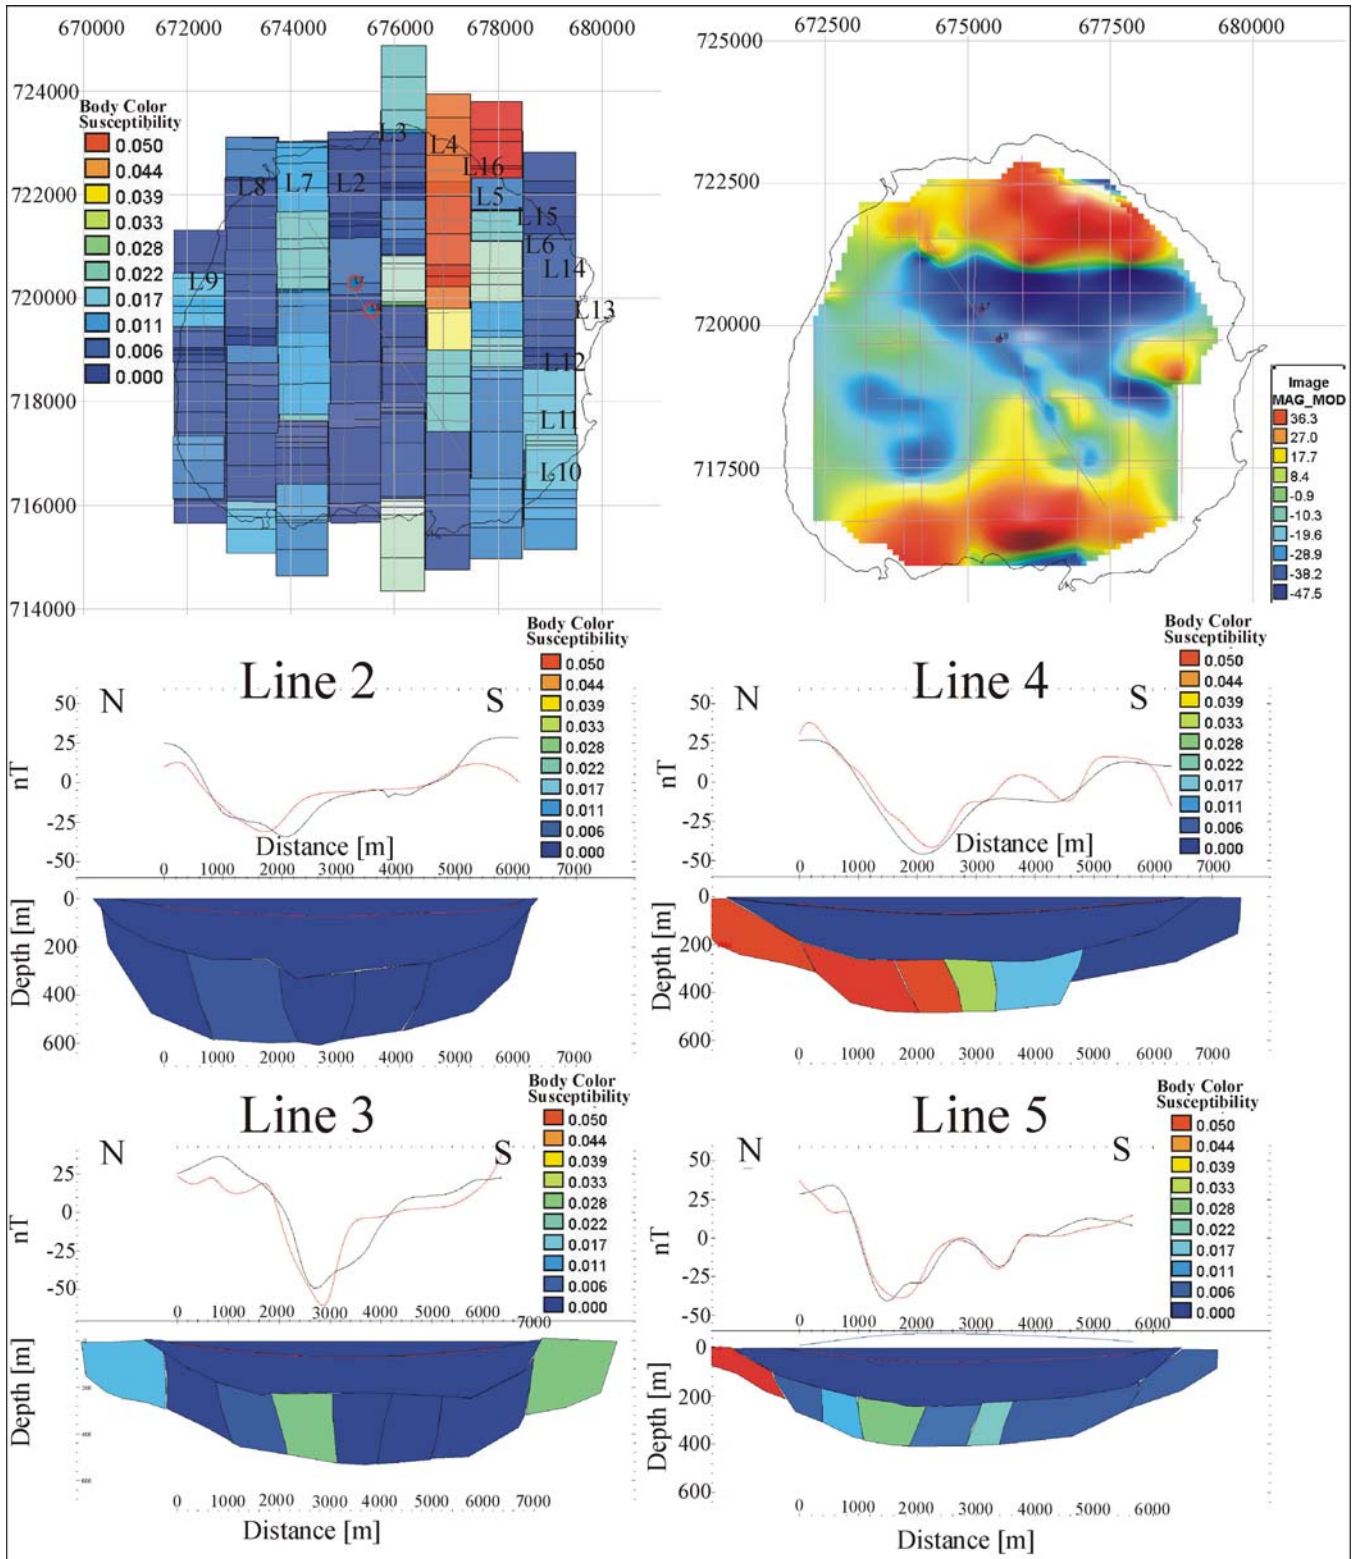 670000 672000 674000 676000 678000 680000
724000
722000
720000
718000
716000
714000
Body Color
Susceptibility
0.050
0.044
0.039
0.033
0.028
0.022
0.017
0.011
0.006
0.000
L3
L4
L16
L8
L7
L2
L5
L15
L6
L14
L9
L13
L12
L11
L10
672500 675000 677500 680000
725000
722500
720000
717500
Image
MAG_MOD
36.3
27.0
17.7
8.4
-0.9
-10.3
-19.6
-28.9
-38.2
-47.5
Line 2
N
S
Body Color
Susceptibility
0.050
0.044
0.039
0.033
0.028
0.022
0.017
0.011
0.006
0.000
50
25
0
-25
-50
nT
Distance [m]
0 1000 2000 3000 4000 5000 6000 7000
0
200
400
600
Depth [m]
0 1000 2000 3000 4000 5000 6000 7000
Line 4
N
S
Body Color
Susceptibility
0.050
0.044
0.039
0.033
0.028
0.022
0.017
0.011
0.006
0.000
50
25
0
-25
-50
nT
Distance [m]
0 1000 2000 3000 4000 5000 6000 7000
0
200
400
600
Depth [m]
0 1000 2000 3000 4000 5000 6000 7000
Line 3
N
S
Body Color
Susceptibility
0.050
0.044
0.039
0.033
0.028
0.022
0.017
0.011
0.006
0.000
25
0
-25
-50
nT
0 1000 2000 3000 4000 5000 6000
7000
Depth [m]
0 1000 2000 3000 4000 5000 6000 7000
Distance [m]
Line 5
N
S
Body Color
Susceptibility
0.050
0.044
0.039
0.033
0.028
0.022
0.017
0.011
0.006
0.000
50
25
0
-25
-50
nT
0 1000 2000 3000 4000 5000 6000
0
200
400
600
Depth [m]
0 1000 2000 3000 4000 5000 6000
Distance [m]